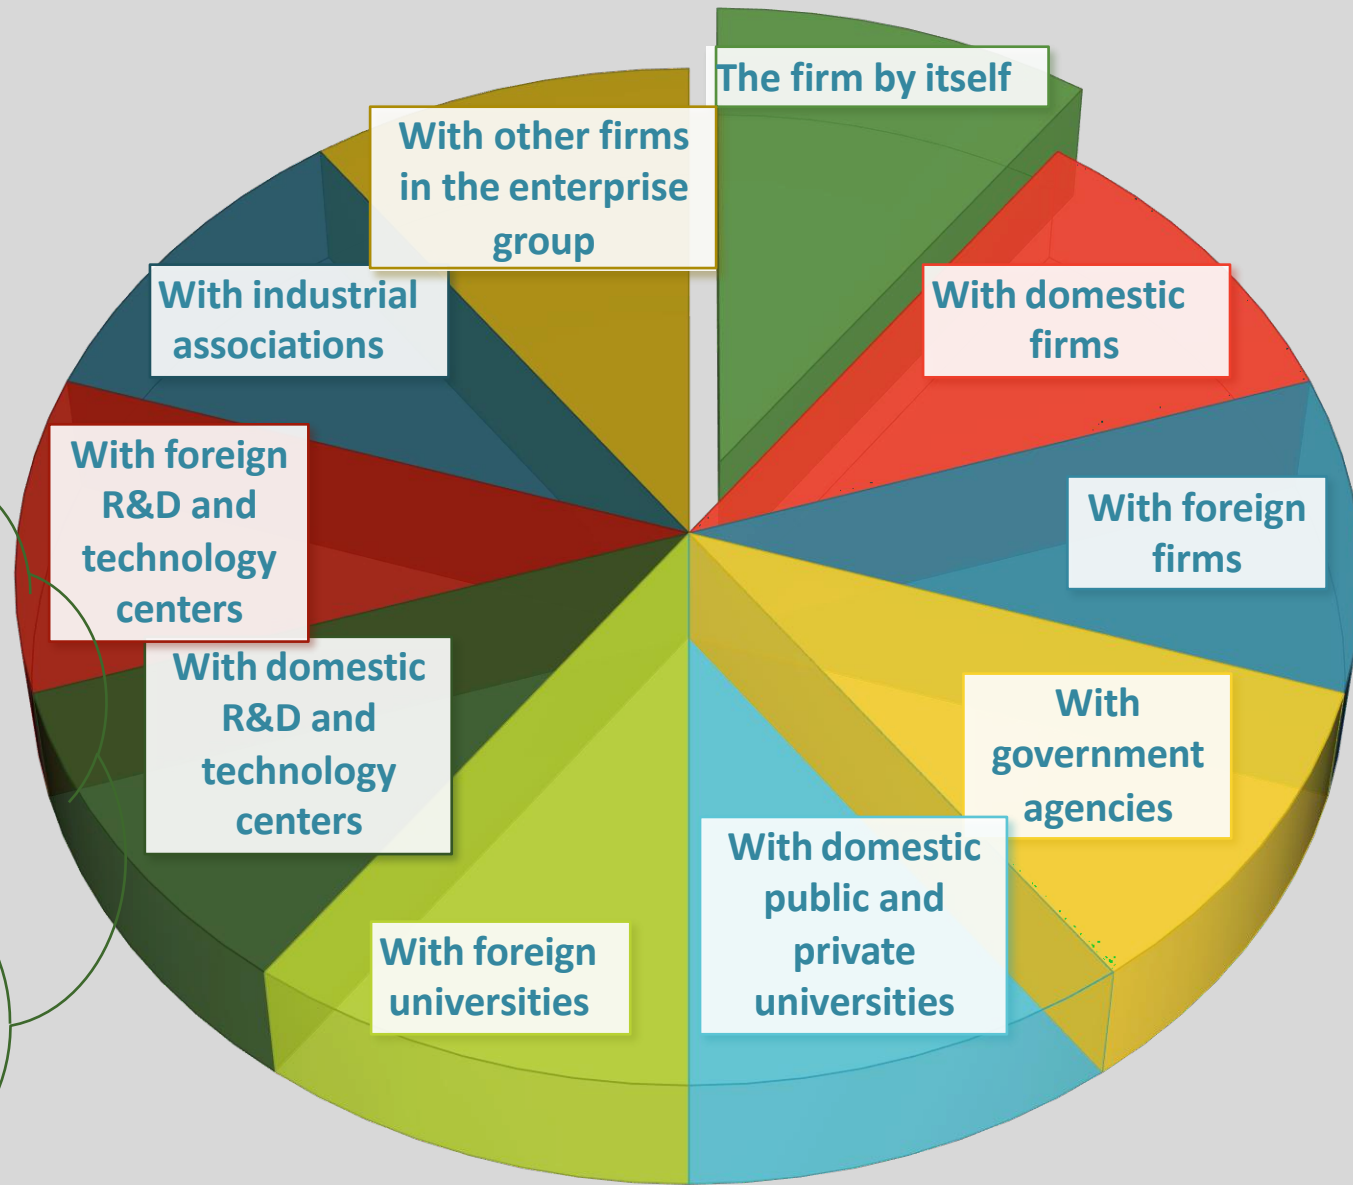 The firm by itself
With other firms
in the enterprise
group
With domestic
firms
With industrial
associations
With foreign
firms
With foreign
R&D and
technology
centers
With
government
agencies
With domestic
R&D and
technology
centers
With domestic
public and
private
universities
With foreign
universities